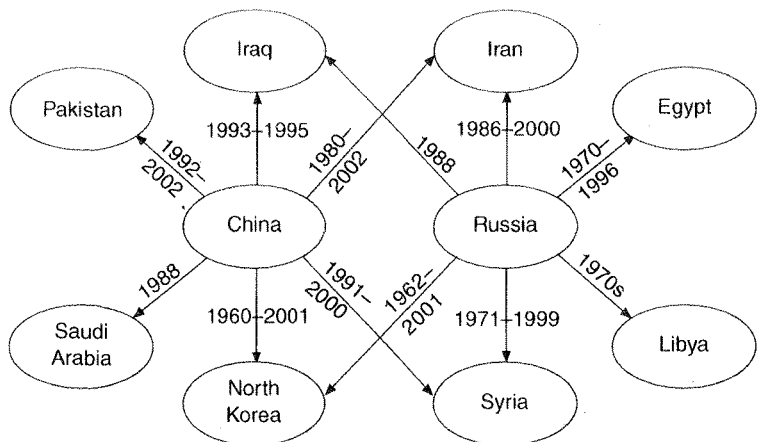 Iraq
Iran
Pakistan
Egypt
1993–1995
1980–
2002
1988
1986–2000
1970–
1996
1992–
2002
China
Russia
1988
1960–2001
1991–
2000
1962–
2001
1971–1999
1970s
Saudi
Arabia
North
Korea
Syria
Libya